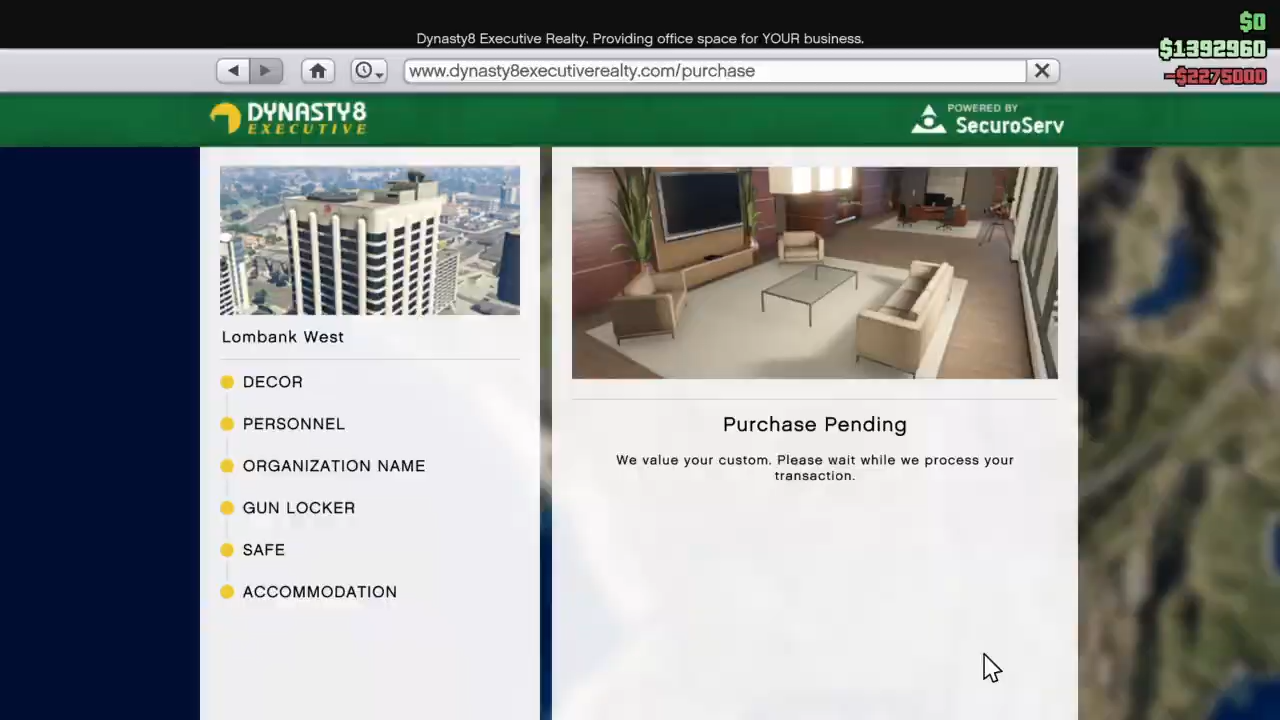 Dynasty8 Executive Realty. Providing office space for YOUR business.
$0
$1392960
-$2275000
www.dynasty8executiverealty.com/purchase
DYNASTY8
EXECUTIVE
POWERED BY
SecuroServ
Lombank West
DECOR
PERSONNEL
ORGANIZATION NAME
GUN LOCKER
SAFE
ACCOMMODATION
Purchase Pending
We value your custom. Please wait while we process your
transaction.